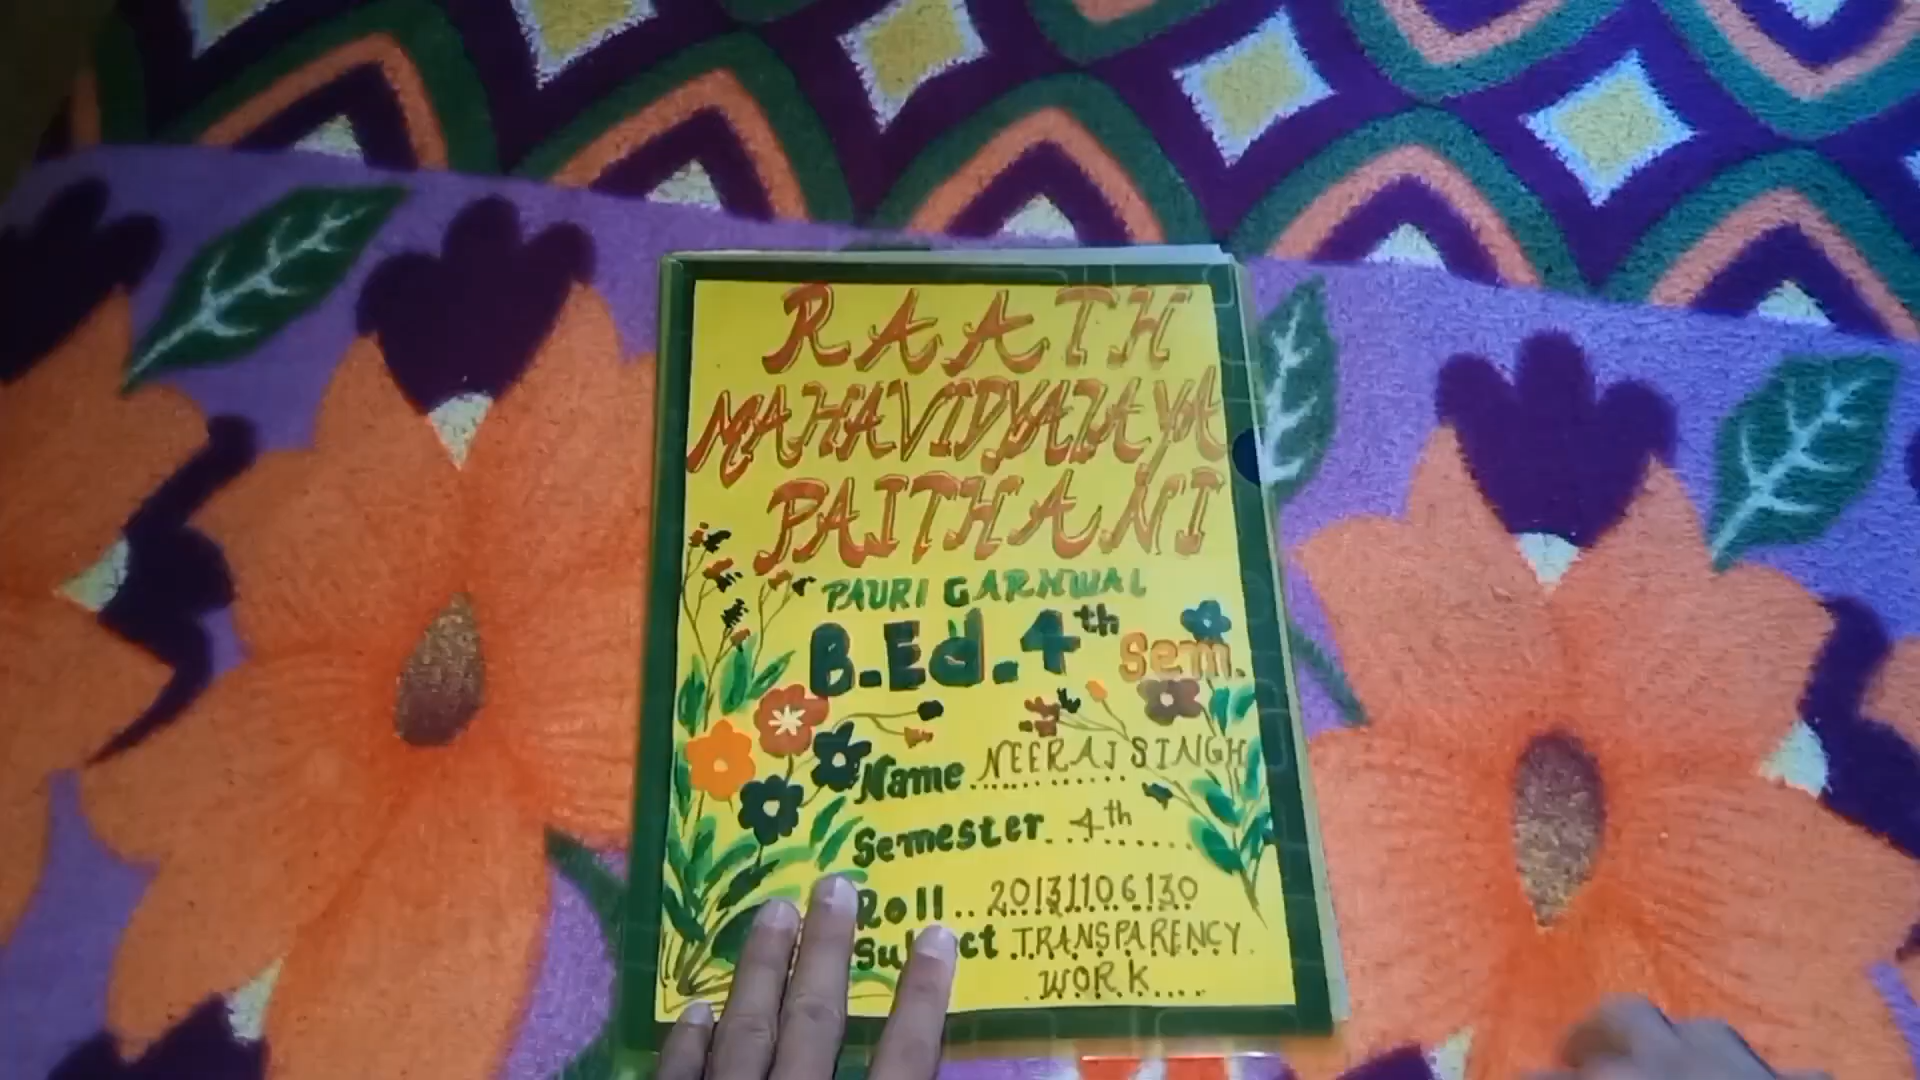 RAATH
MAHAVIDYALAYA
PAITHANI
PAURI GARHWAL
B.Ed. 4th Sem.
Name NEERAJ SINGH
Semester 4th
Roll.. 20131106130
Subject TRANSPARENCY
WORK....